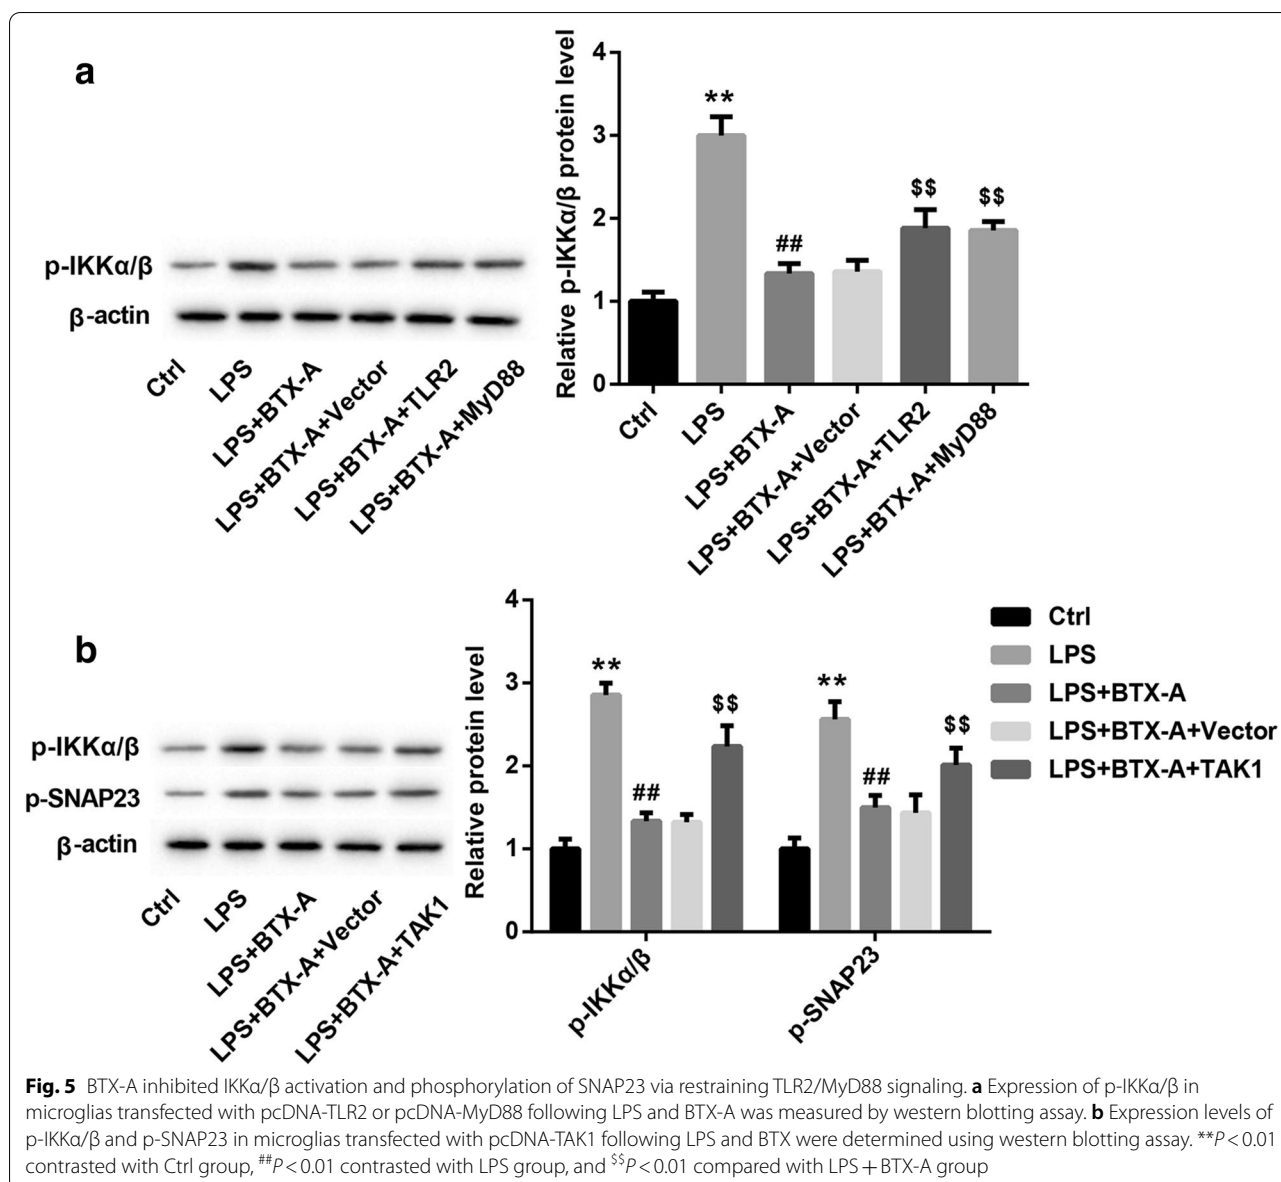 a
p-IKKα/β
β-actin
Ctrl
LPS
LPS+BTX-A
LPS+BTX-A+Vector
LPS+BTX-A+TLR2
LPS+BTX-A+MyD88
Relative p-IKKα/β protein level
4
3
2
1
0
**
##
$$
$$
Ctrl
LPS
LPS+BTX-A
LPS+BTX-A+Vector
LPS+BTX-A+TLR2
LPS+BTX-A+MyD88
b
p-IKKα/β
p-SNAP23
β-actin
Ctrl
LPS
LPS+BTX-A
LPS+BTX-A+Vector
LPS+BTX-A+TAK1
Relative protein level
4
3
2
1
0
**
##
$$
**
##
$$
p-IKKα/β
p-SNAP23
Ctrl
LPS
LPS+BTX-A
LPS+BTX-A+Vector
LPS+BTX-A+TAK1
Fig. 5 BTX-A inhibited IKKα/β activation and phosphorylation of SNAP23 via restraining TLR2/MyD88 signaling. a Expression of p-IKKα/β in
microglias transfected with pcDNA-TLR2 or pcDNA-MyD88 following LPS and BTX-A was measured by western blotting assay. b Expression levels of
p-IKKα/β and p-SNAP23 in microglias transfected with pcDNA-TAK1 following LPS and BTX were determined using western blotting assay. **P < 0.01
contrasted with Ctrl group, ##P < 0.01 contrasted with LPS group, and $$P < 0.01 compared with LPS + BTX-A group